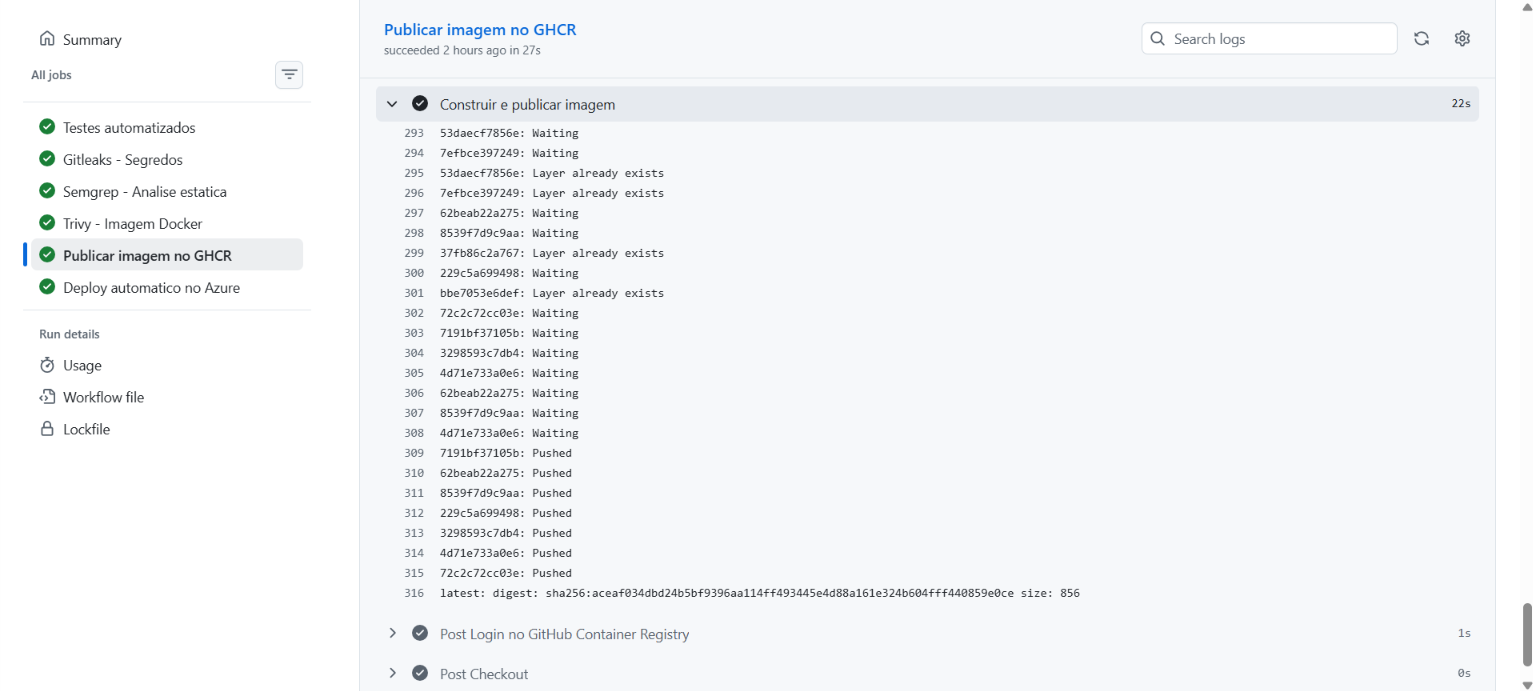 Summary
All jobs
Testes automatizados
Gitleaks - Segredos
Semgrep - Analise estatica
Trivy - Imagem Docker
Publicar imagem no GHCR
Deploy automatico no Azure
Run details
Usage
Workflow file
Lockfile
Publicar imagem no GHCR
succeeded 2 hours ago in 27s
Search logs
Construir e publicar imagem 22s
293 53daecf7856e: Waiting
294 7efbce397249: Waiting
295 53daecf7856e: Layer already exists
296 7efbce397249: Layer already exists
297 62beab22a275: Waiting
298 8539f7d9c9aa: Waiting
299 37fb86c2a767: Layer already exists
300 229c5a699498: Waiting
301 bbe7053e6def: Layer already exists
302 72c2c72cc03e: Waiting
303 7191bf37105b: Waiting
304 3298593c7db4: Waiting
305 4d71e733a0e6: Waiting
306 62beab22a275: Waiting
307 8539f7d9c9aa: Waiting
308 4d71e733a0e6: Waiting
309 7191bf37105b: Pushed
310 62beab22a275: Pushed
311 8539f7d9c9aa: Pushed
312 229c5a699498: Pushed
313 3298593c7db4: Pushed
314 4d71e733a0e6: Pushed
315 72c2c72cc03e: Pushed
316 latest: digest: sha256:aceaf034dbd24b5bf9396aa114ff493445e4d88a161e324b604fff440859e0ce size: 856
Post Login no GitHub Container Registry 1s
Post Checkout 0s